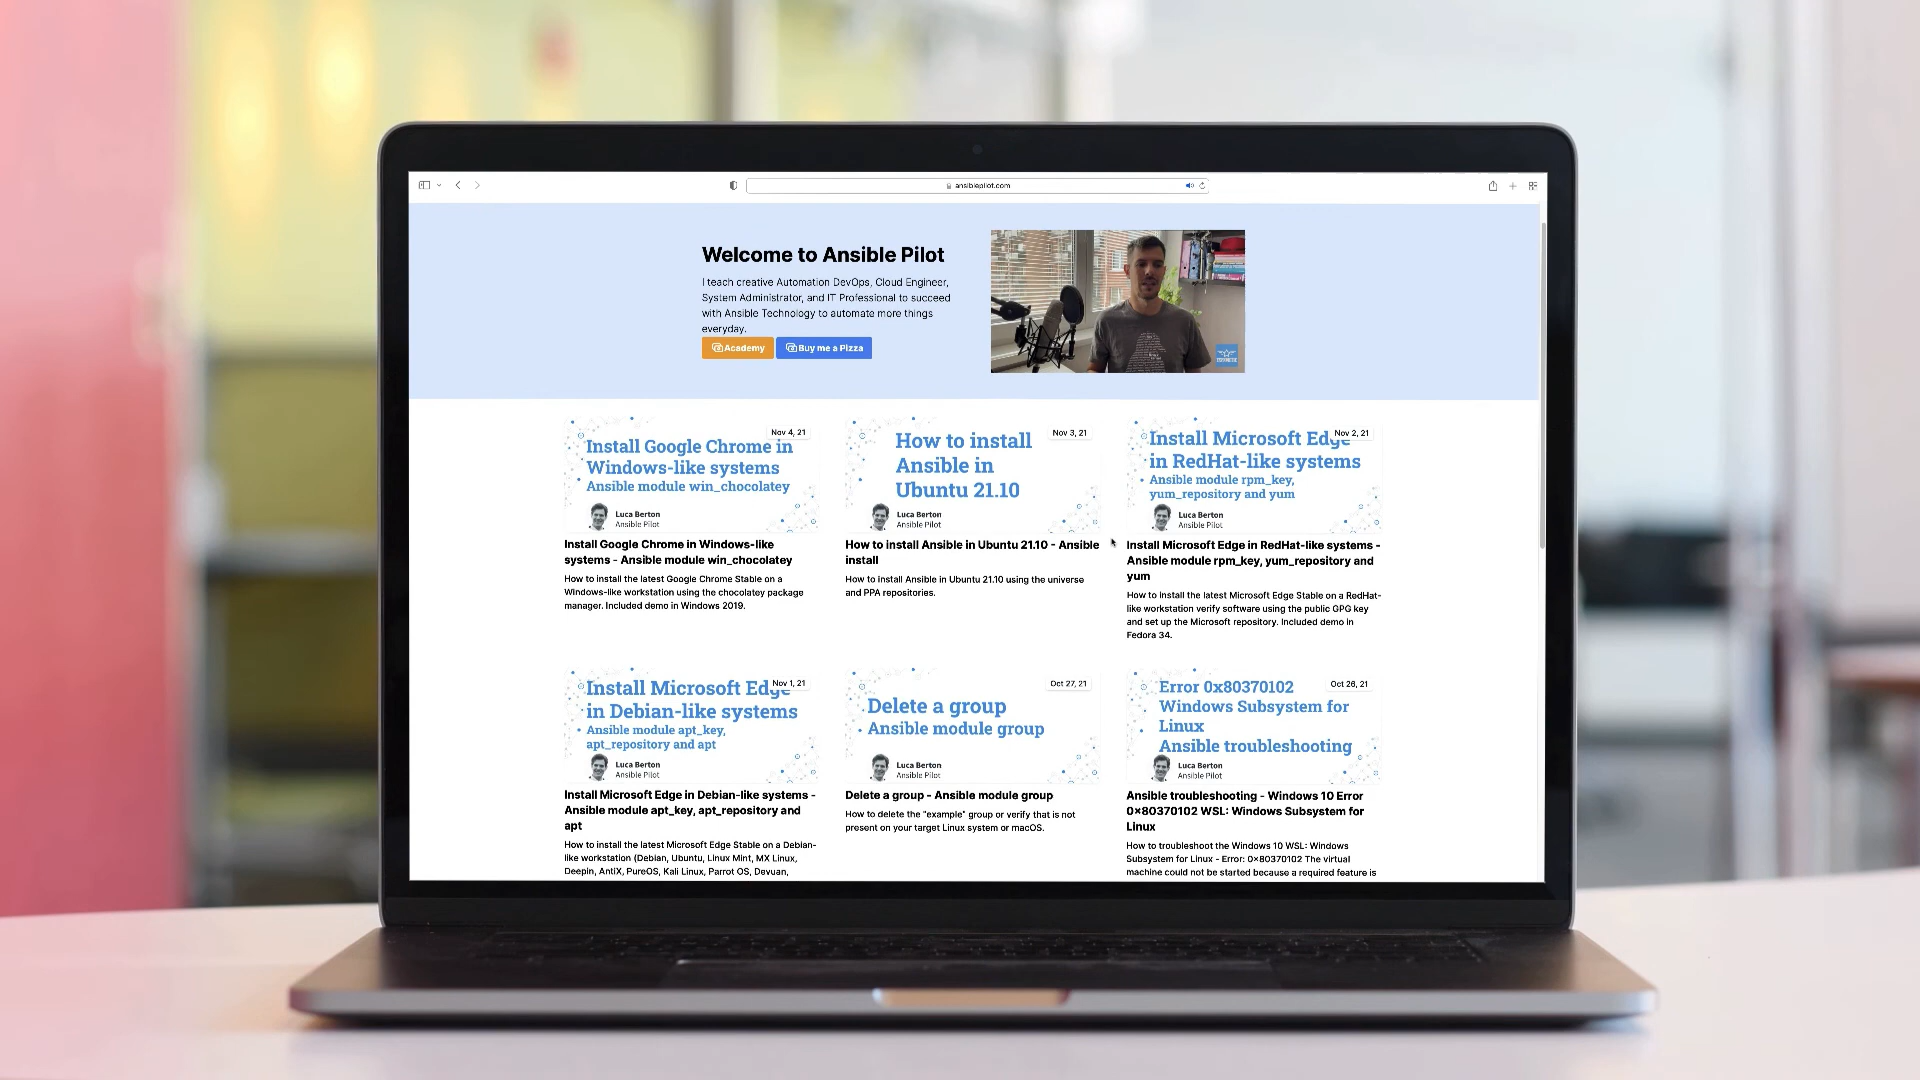 ansiblepilot.com
Welcome to Ansible Pilot
I teach creative Automation DevOps, Cloud Engineer,
System Administrator, and IT Professional to succeed
with Ansible Technology to automate more things
everyday.
Academy
Buy me a Pizza
Nov 4, 21
Install Google Chrome in
Windows-like systems
Ansible module win_chocolatey
Luca Berton
Ansible Pilot
Install Google Chrome in Windows-like
systems - Ansible module win_chocolatey
How to install the latest Google Chrome Stable on a
Windows-like workstation using the chocolatey package
manager. Included demo in Windows 2019.
Nov 3, 21
How to install
Ansible in
Ubuntu 21.10
Luca Berton
Ansible Pilot
How to install Ansible in Ubuntu 21.10 - Ansible
install
How to install Ansible in Ubuntu 21.10 using the universe
and PPA repositories.
Nov 2, 21
Install Microsoft Edge
in RedHat-like systems
Ansible module rpm_key,
yum_repository and yum
Luca Berton
Ansible Pilot
Install Microsoft Edge in RedHat-like systems -
Ansible module rpm_key, yum_repository and
yum
How to install the latest Microsoft Edge Stable on a RedHat-
like workstation verify software using the public GPG key
and set up the Microsoft repository. Included demo in
Fedora 34.
Nov 1, 21
Install Microsoft Edge
in Debian-like systems
Ansible module apt_key,
apt_repository and apt
Luca Berton
Ansible Pilot
Install Microsoft Edge in Debian-like systems -
Ansible module apt_key, apt_repository and
apt
How to install the latest Microsoft Edge Stable on a Debian-
like workstation (Debian, Ubuntu, Linux Mint, MX Linux,
Deepin, AntiX, PureOS, Kali Linux, Parrot OS, Devuan,
Oct 27, 21
Delete a group
Ansible module group
Luca Berton
Ansible Pilot
Delete a group - Ansible module group
How to delete the "example" group or verify that is not
present on your target Linux system or macOS.
Oct 26, 21
Error 0x80370102
Windows Subsystem for
Linux
Ansible troubleshooting
Luca Berton
Ansible Pilot
Ansible troubleshooting - Windows 10 Error
0x80370102 WSL: Windows Subsystem for
Linux
How to troubleshoot the Windows 10 WSL: Windows
Subsystem for Linux - Error: 0x80370102 The virtual
machine could not be started because a required feature is